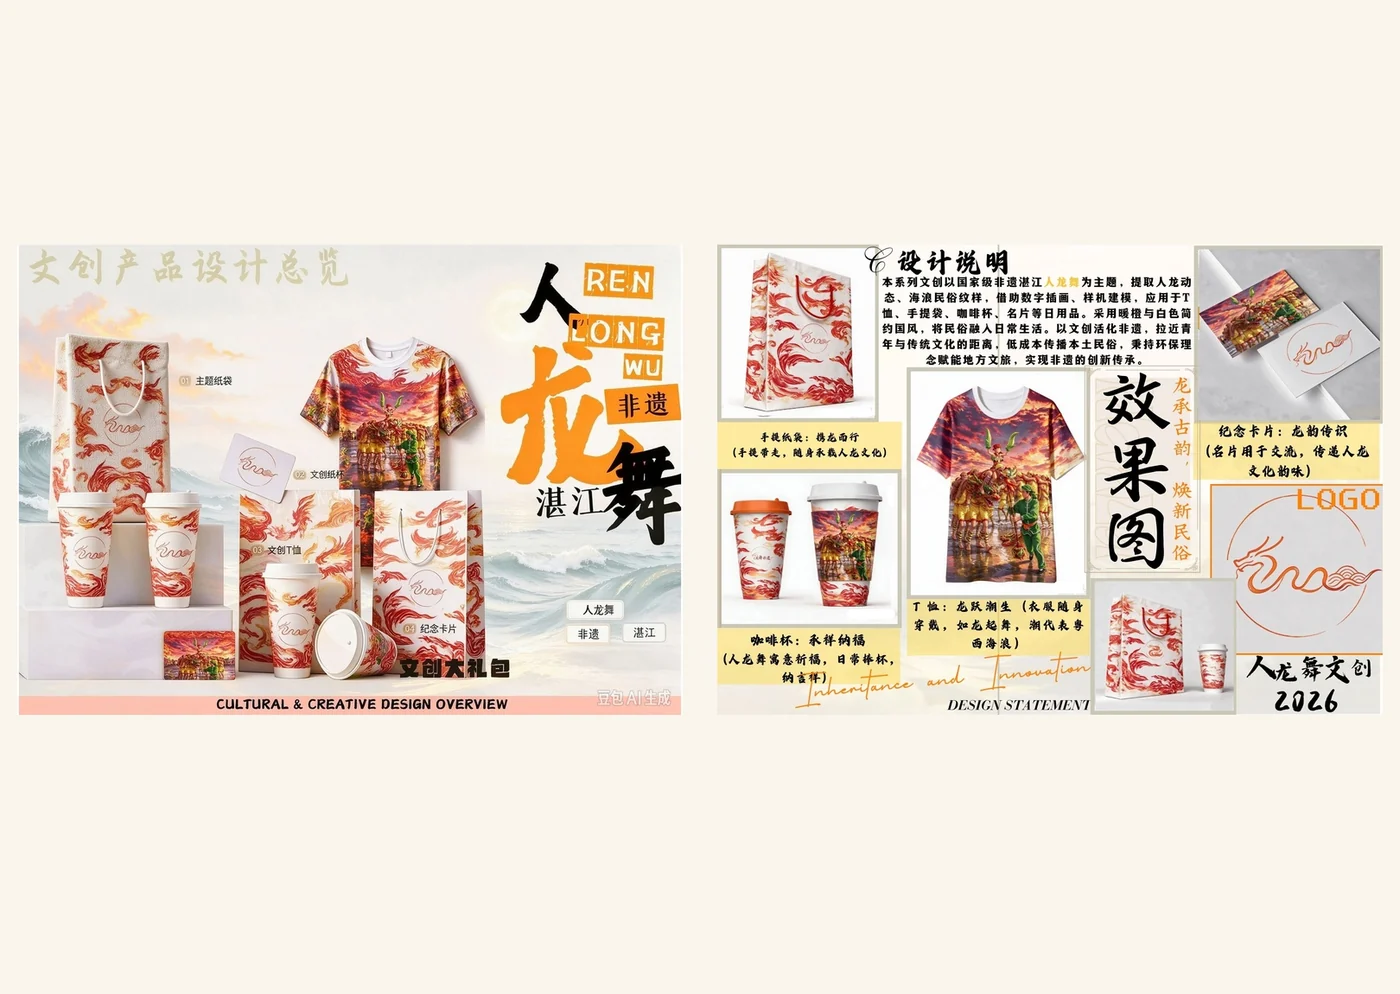 文创产品设计总览
人
龙
舞
REN
LONG
WU
非遗
湛江
01 主题纸袋
02 文创纸杯
03 文创T恤
04 纪念卡片
人龙舞
非遗
湛江
文创大礼包
CULTURAL & CREATIVE DESIGN OVERVIEW
豆包AI生成
C 设计说明
本系列文创以国家级非遗湛江人龙舞为主题，提取人龙动
态、海浪民俗纹样，借助数字插画、样机建模，应用于T
恤、手提袋、咖啡杯、名片等日用品。采用暖橙与白色简
约国风，将民俗融入日常生活。以文创活化非遗，拉近青
年与传统文化的距离，低成本传播本土民俗，秉持环保理
念赋能地方文旅，实现非遗的创新传承。
手提纸袋：携龙而行
(手提带走，随身承载人龙文化)
咖啡杯：承祥纳福
(人龙舞寓意祈福，日常捧杯，
纳吉祥)
T恤：龙跃潮生（衣服随身
穿戴，如龙起舞，潮代表粤
西海浪）
效果图
龙承古韵，焕新民俗
纪念卡片：龙韵传识
(名片用于交流，传递人龙
文化韵味)
LOGO
人龙舞文创
2026
Inheritance and Innovation
DESIGN STATEMENT